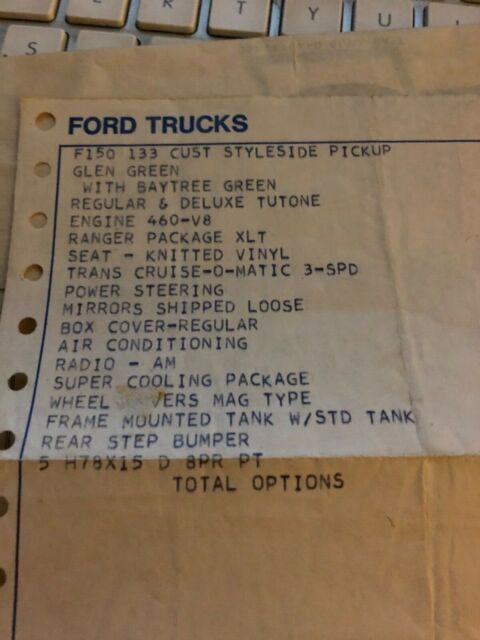 E
R
T
Y
U
S
FORD TRUCKS
F150 133 CUST STYLESIDE PICKUP
GLEN GREEN
WITH BAYTREE GREEN
REGULAR & DELUXE TUTONE
ENGINE 460-V8
RANGER PACKAGE XLT
SEAT - KNITTED VINYL
TRANS CRUISE-O-MATIC 3-SPD
POWER STEERING
MIRRORS SHIPPED LOOSE
BOX COVER-REGULAR
AIR CONDITIONING
RADIO - AM
SUPER COOLING PACKAGE
WHEEL MAG TYPE
FRAME MOUNTED TANK W/STD TANK
REAR STEP BUMPER
5 H78X15 D 8PR PT
TOTAL OPTIONS